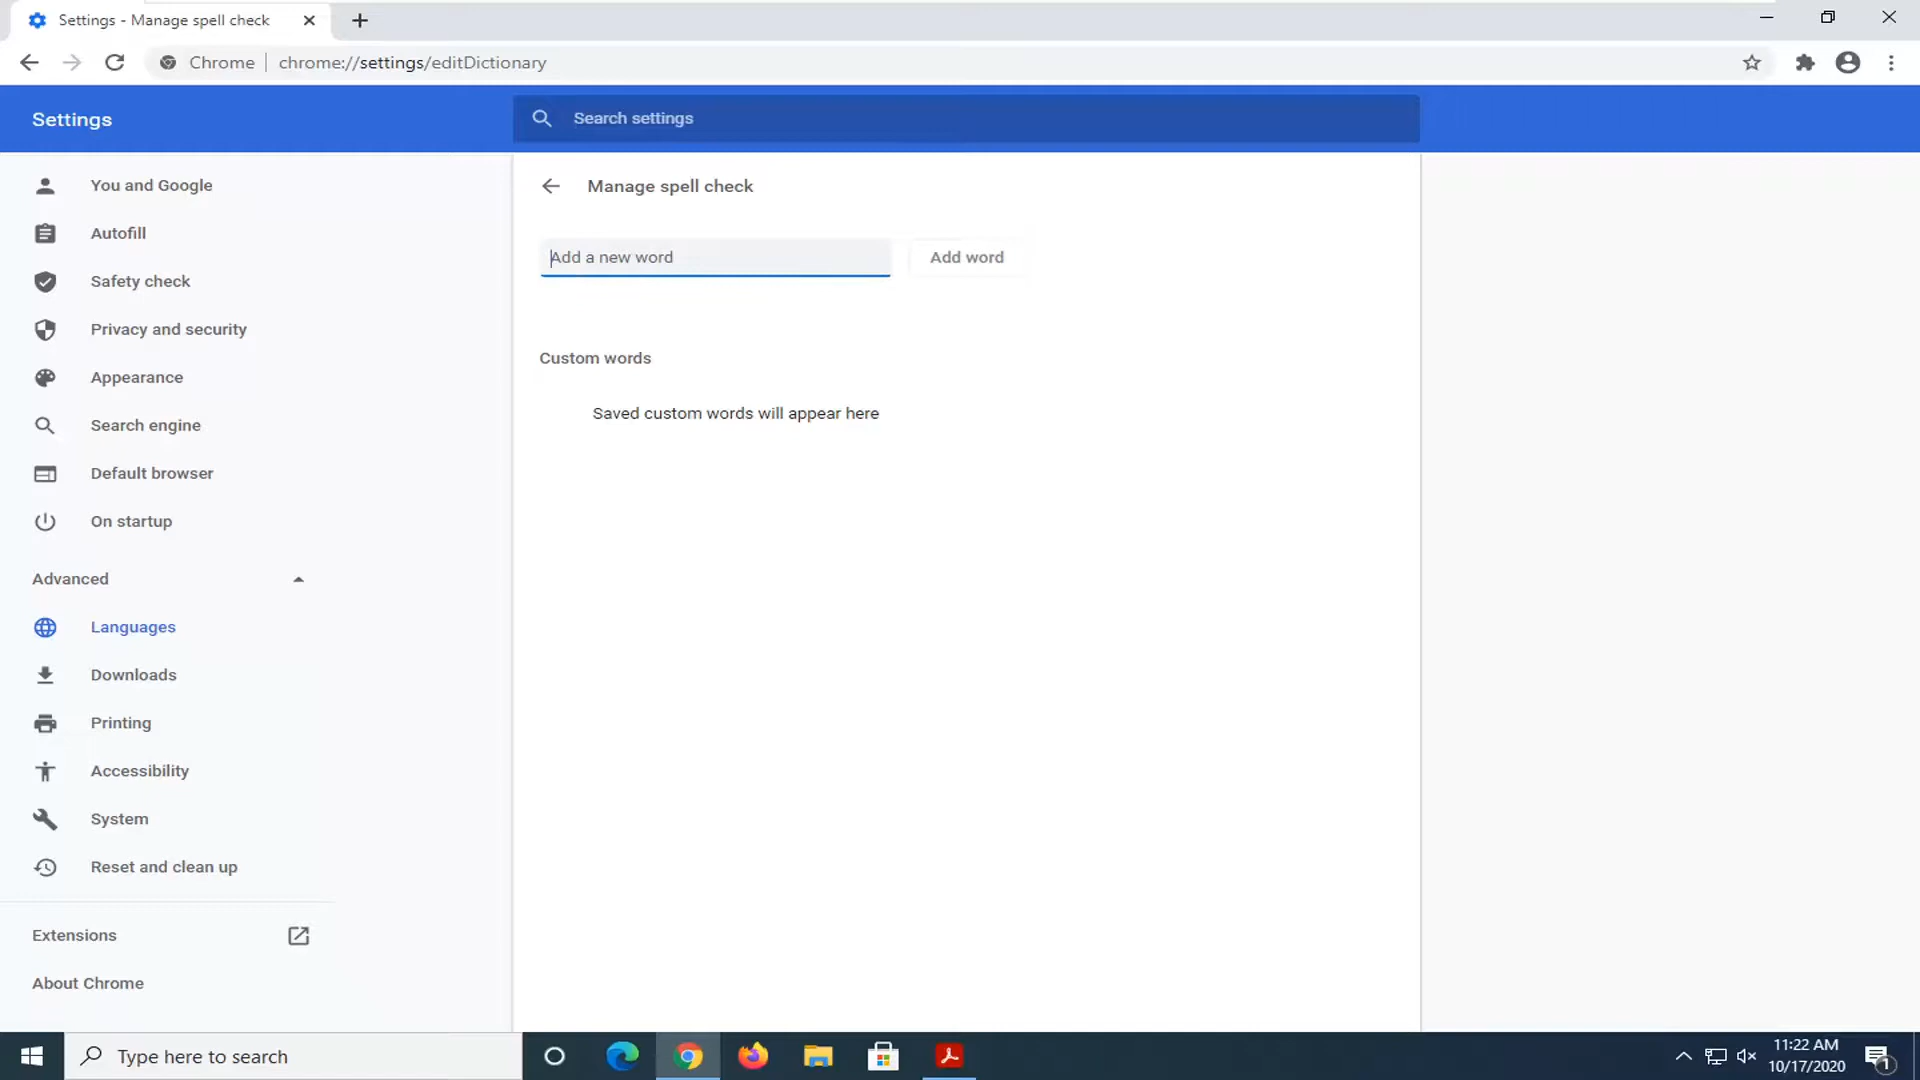 Settings - Manage spell check
Chrome chrome://settings/editDictionary
Settings
Search settings
You and Google
Autofill
Safety check
Privacy and security
Appearance
Search engine
Default browser
On startup
Advanced
Languages
Downloads
Printing
Accessibility
System
Reset and clean up
Extensions
About Chrome
Manage spell check
Add a new word
Add word
Custom words
Saved custom words will appear here
Type here to search
11:22 AM
10/17/2020
1